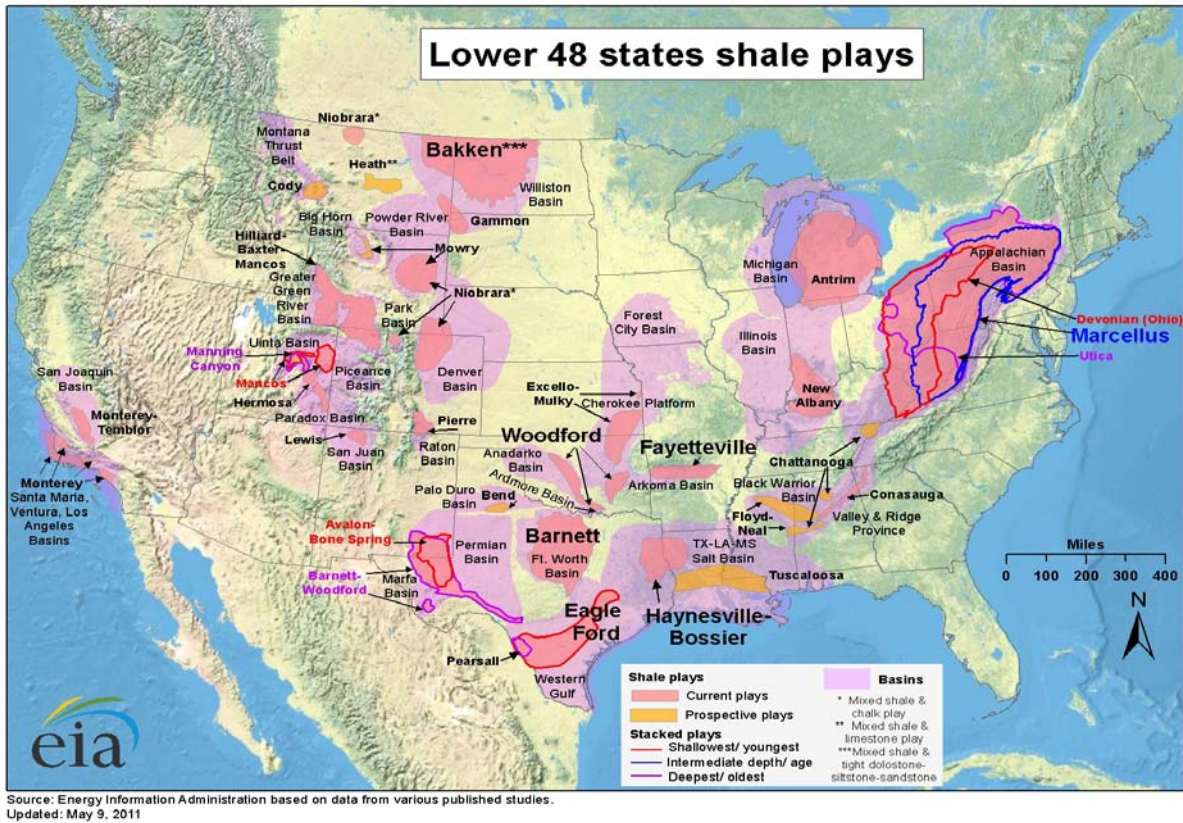 Lower 48 states shale plays
Niobrara*
Montana
Thrust
Belt
Bakken***
Heath**
Cody
Williston
Basin
Big Horn
Basin
Powder River
Basin
Gammon
Hilliard-
Baxter-
Mancos
Mowry
Greater
Green
River
Basin
Niobrara*
Park
Basin
Michigan
Basin
Antrim
Appalachian
Basin
Devonian (Ohio)
Marcellus
Utica
Forest
City Basin
Illinois
Basin
Uinta Basin
Manning
Canyon
Mancos
Piceance
Basin
Denver
Basin
San Joaquin
Basin
Hermosa
Excello-
Mulky
Cherokee Platform
New
Albany
Monterey-
Temblor
Paradox Basin
Pierre
Lewis
San Juan
Basin
Raton
Basin
Woodford
Anadarko
Basin
Fayetteville
Chattanooga
Monterey
Santa Maria,
Ventura, Los
Angeles
Basins
Ardmore Basin
Arkoma Basin
Black Warrior
Basin
Conasauga
Palo Duro
Basin
Bend
Floyd-
Neal
Valley & Ridge
Province
Avalon-
Bone Spring
Permian
Basin
Barnett
Ft. Worth
Basin
TX-LA-MS
Salt Basin
Tuscaloosa
Barnett-
Woodford
Marfa
Basin
Eagle
Ford
Haynesville-
Bossier
Pearsall
Western
Gulf
Miles
0 100 200 300 400
N
Shale plays
Current plays
Prospective plays
Stacked plays
Shallowest/ youngest
Intermediate depth/ age
Deepest/ oldest
Basins
* Mixed shale &
chalk play
** Mixed shale &
limestone play
***Mixed shale &
tight dolostone-
siltstone-sandstone
eia
Source: Energy Information Administration based on data from various published studies.
Updated: May 9, 2011